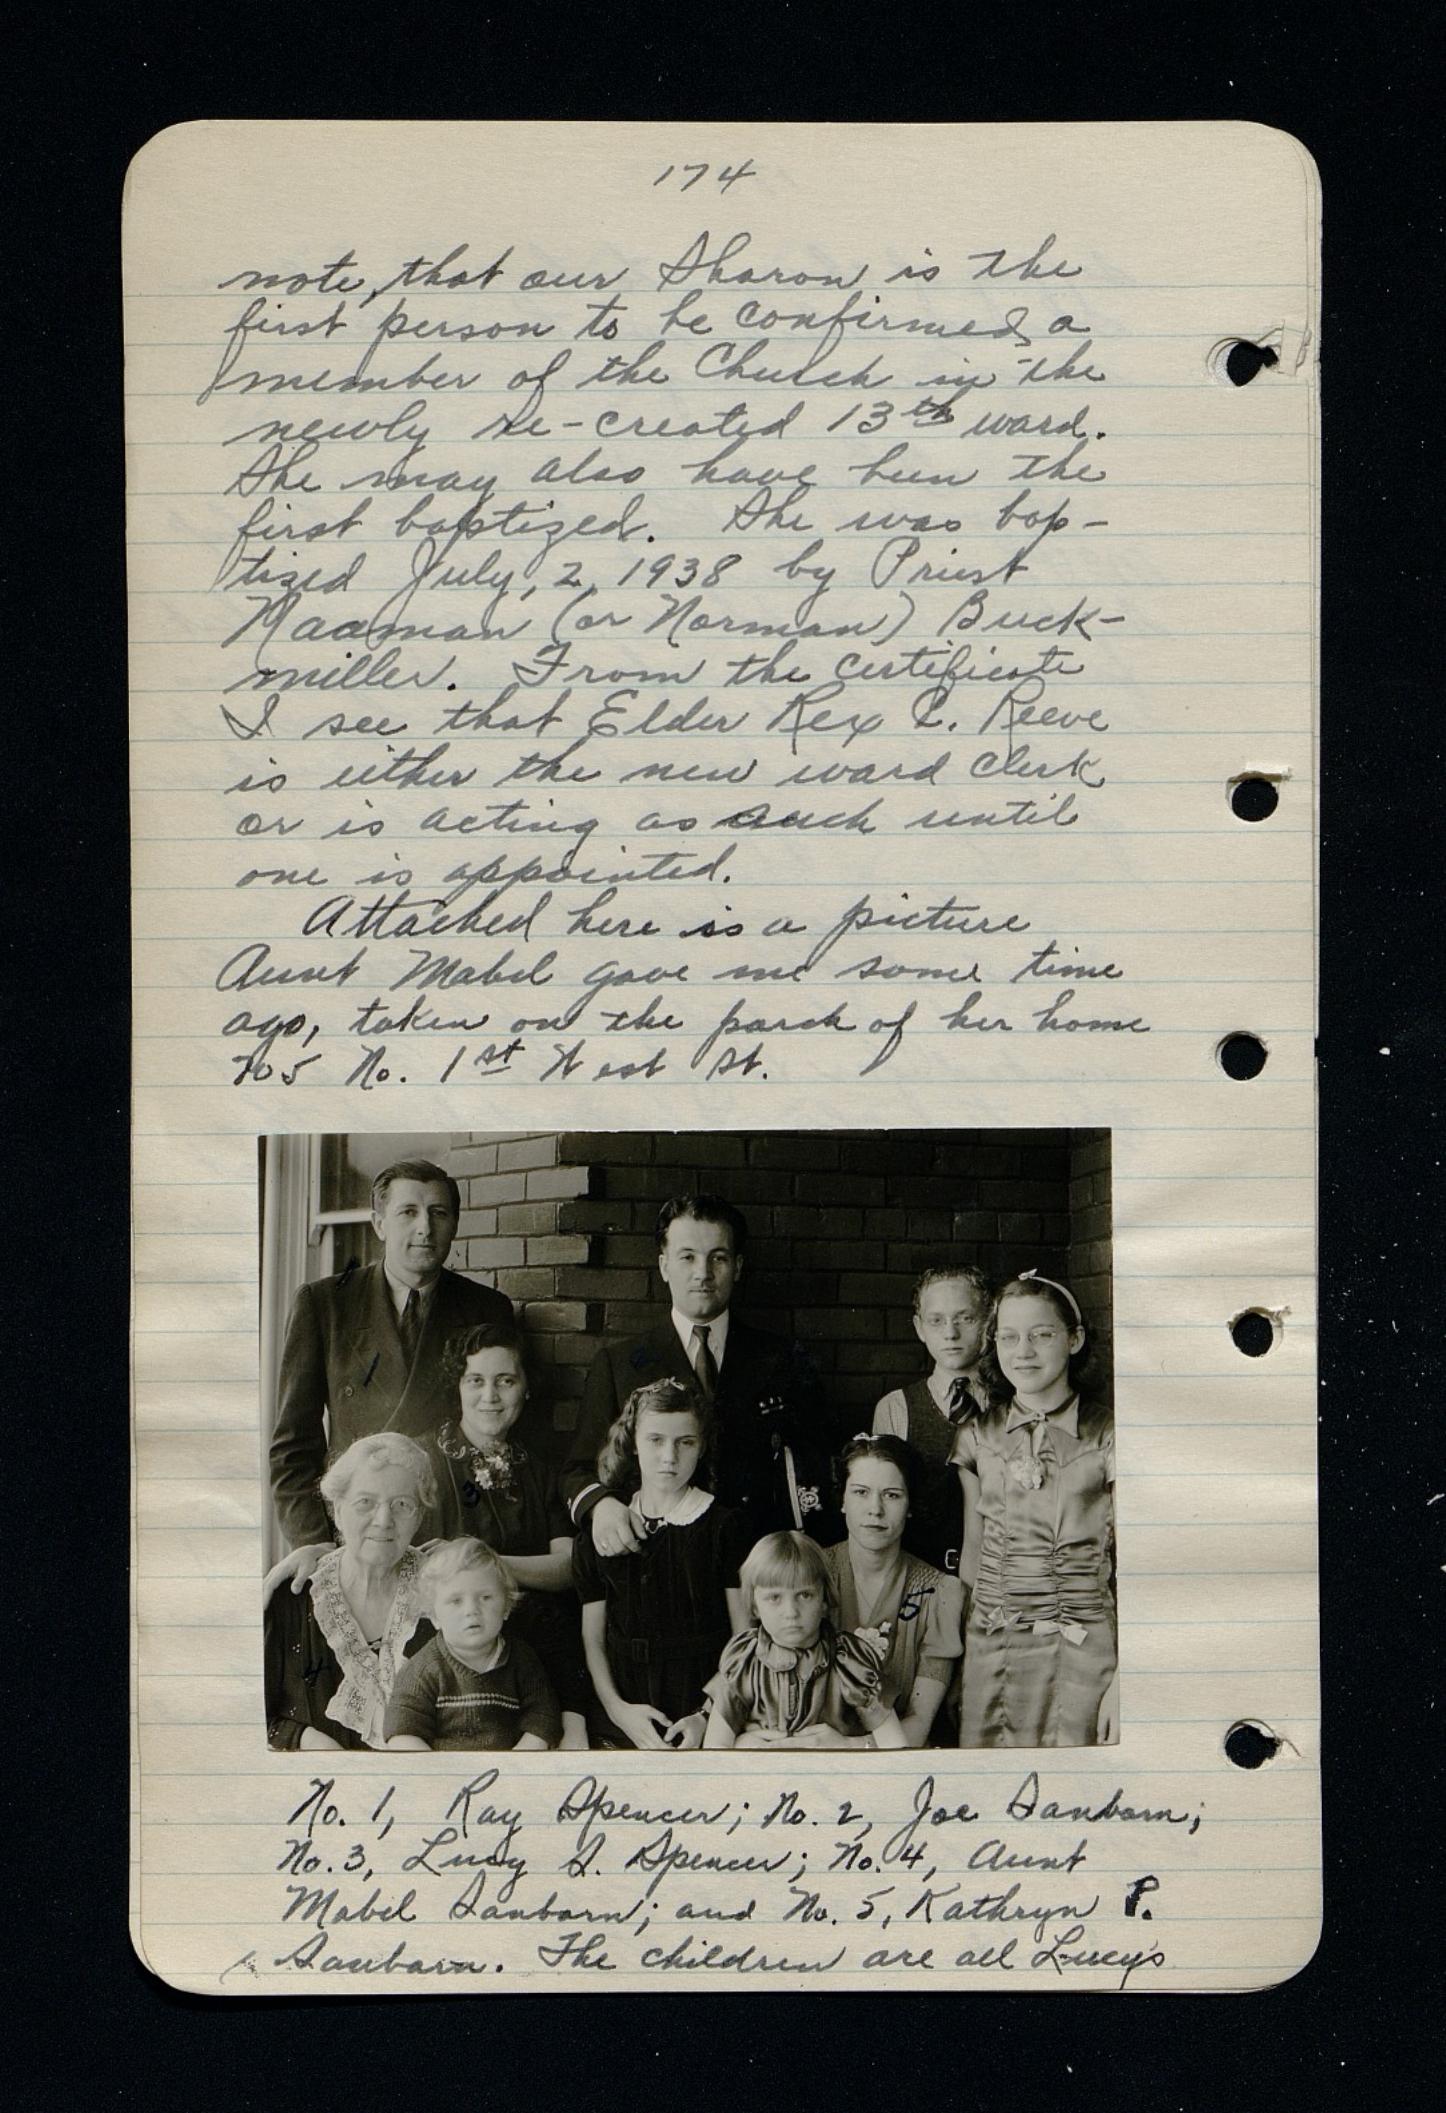 174
note, that our Sharon is the
first person to be confirmed a
member of the Church in the
newly re-created 13th ward.
She may also have been the
first baptized. She was bap-
tized July, 2, 1938 by Priest
Naaman (or Norman) Buck-
miller. From the certificate
I see that Elder Rex C. Reeve
is either the new ward clerk
or is acting as such until
one is appointed.
Attached here is a picture
Aunt Mabel gave me some time
ago, taken on the porch of her home
705 No. 1st West St.
1
3
4
5
No. 1, Ray Spencer; No. 2, Joe Sanborn;
No. 3, Lucy S. Spencer; No. 4, Aunt
Mabel Sanborn; and No. 5, Kathryn P.
Sanborn. The children are all Lucy's